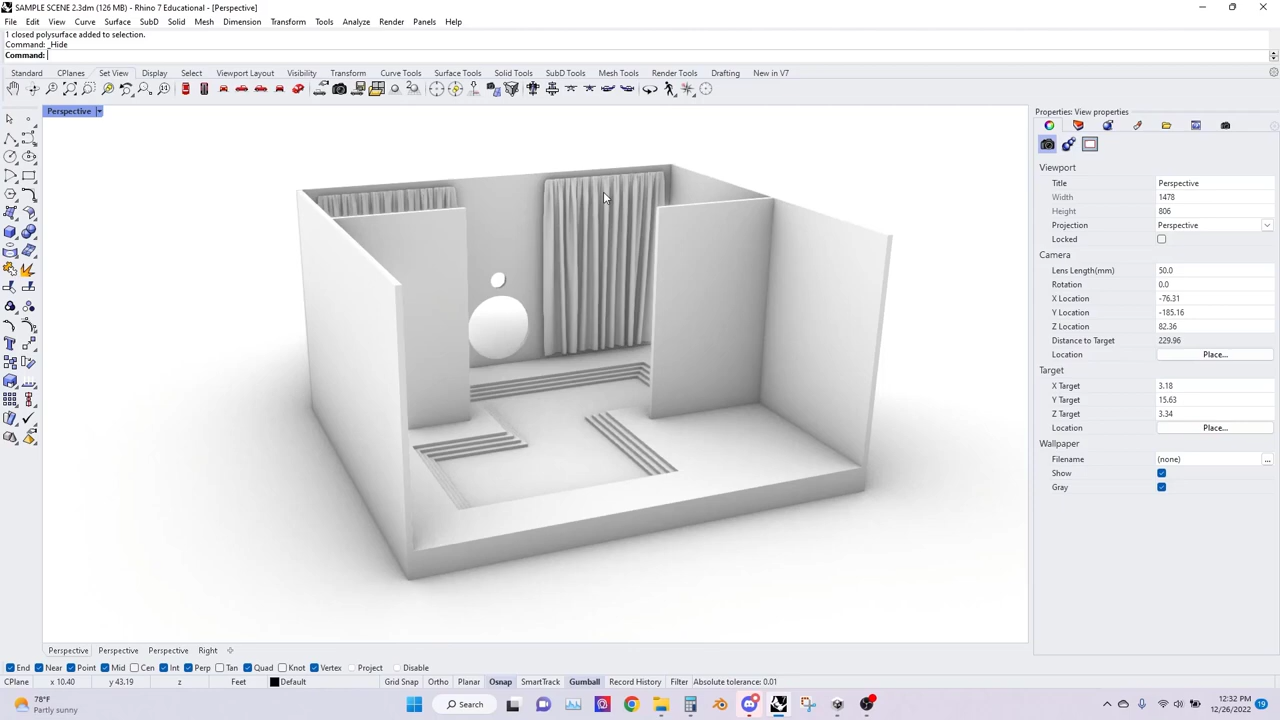 SAMPLE SCENE 2.3dm (126 MB) - Rhino 7 Educational - [Perspective]
File Edit View Curve Surface SubD Solid Mesh Dimension Transform Tools Analyze Render Panels Help
1 closed polysurface added to selection.
Command: _Hide
Command:
Standard CPlanes Set View Display Select Viewport Layout Visibility Transform Curve Tools Surface Tools Solid Tools SubD Tools Mesh Tools Render Tools Drafting New in V7
Perspective
Properties: View properties
Viewport
Title Perspective
Width 1478
Height 806
Projection Perspective
Locked
Camera
Lens Length(mm) 50.0
Rotation 0.0
X Location -76.31
Y Location -185.16
Z Location 82.36
Distance to Target 229.96
Location Place...
Target
X Target 3.18
Y Target 15.63
Z Target 3.34
Location Place...
Wallpaper
Filename (none) ...
Show
Gray
Perspective Perspective Perspective Right
End Near Point Mid Cen Int Perp Tan Quad Knot Vertex Project Disable
CPlane x 10.40 y 43.19 z Feet Default Grid Snap Ortho Planar Osnap SmartTrack Gumball Record History Filter Absolute tolerance: 0.01
78°F
Partly sunny
Search
12:32 PM
12/26/2022
19